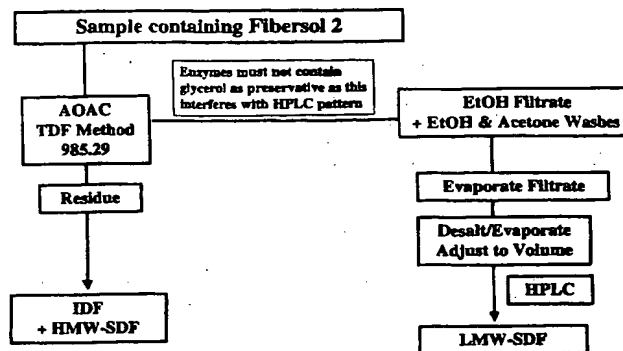 Sample containing Fibersol 2
Enzymes must not contain
glycerol as preservative as this
interferes with HPLC pattern
AOAC
TDF Method
985.29
EtOH Filtrate
+ EtOH & Acetone Washes
Residue
Evaporate Filtrate
Desalt/Evaporate
Adjust to Volume
HPLC
IDF
+ HMW-SDF
LMW-SDF